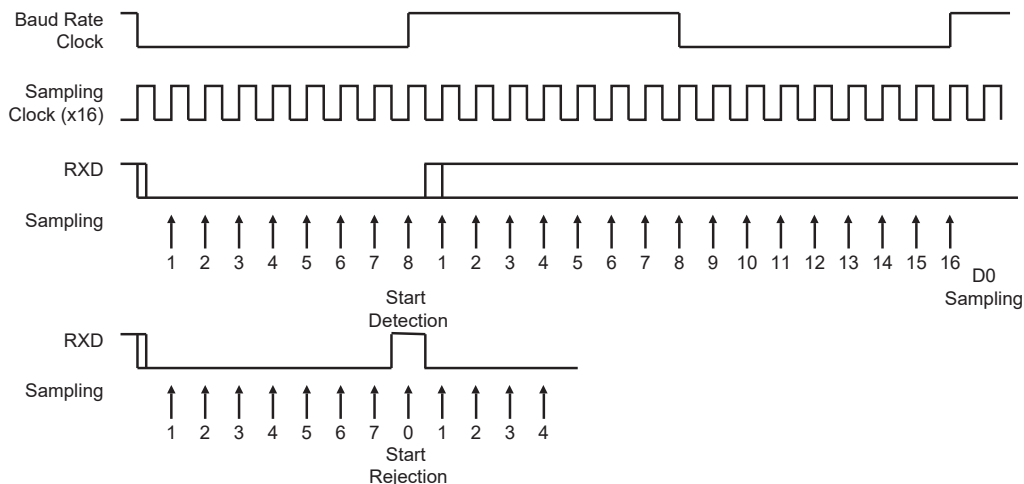 Baud Rate
Clock
Sampling
Clock (x16)
RXD
Sampling
1 2 3 4 5 6 7 8 1 2 3 4 5 6 7 8 9 10 11 12 13 14 15 16
D0
Sampling
Start
Detection
RXD
Sampling
1 2 3 4 5 6 7 0 1 2 3 4
Start
Rejection